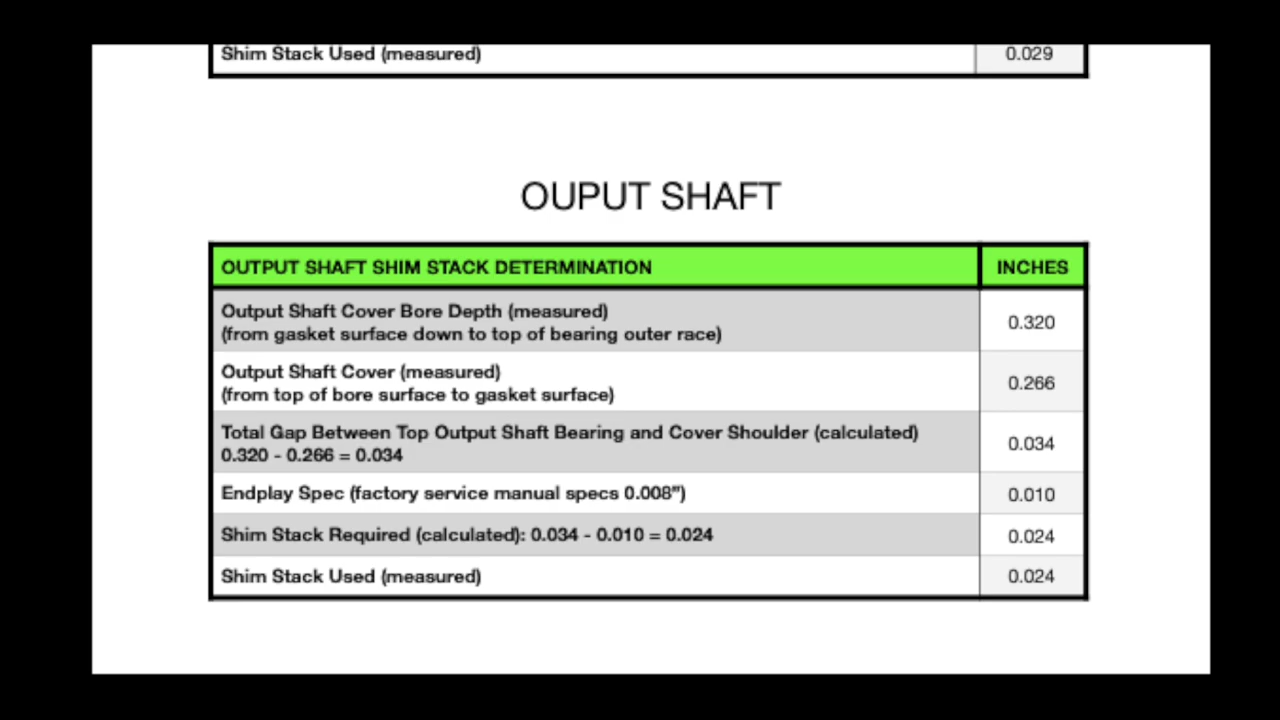 Shim Stack Used (measured) 0.029
OUPUT SHAFT
OUTPUT SHAFT SHIM STACK DETERMINATION INCHES
Output Shaft Cover Bore Depth (measured)
(from gasket surface down to top of bearing outer race) 0.320
Output Shaft Cover (measured)
(from top of bore surface to gasket surface) 0.266
Total Gap Between Top Output Shaft Bearing and Cover Shoulder (calculated)
0.320 - 0.266 = 0.034 0.034
Endplay Spec (factory service manual specs 0.008”) 0.010
Shim Stack Required (calculated): 0.034 - 0.010 = 0.024 0.024
Shim Stack Used (measured) 0.024